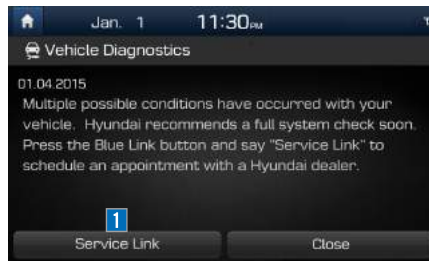 Jan. 1 11:30PM
Vehicle Diagnostics
01.04.2015
Multiple possible conditions have occurred with your
vehicle. Hyundai recommends a full system check soon.
Press the Blue Link button and say "Service Link" to
schedule an appointment with a Hyundai dealer.
1
Service Link Close